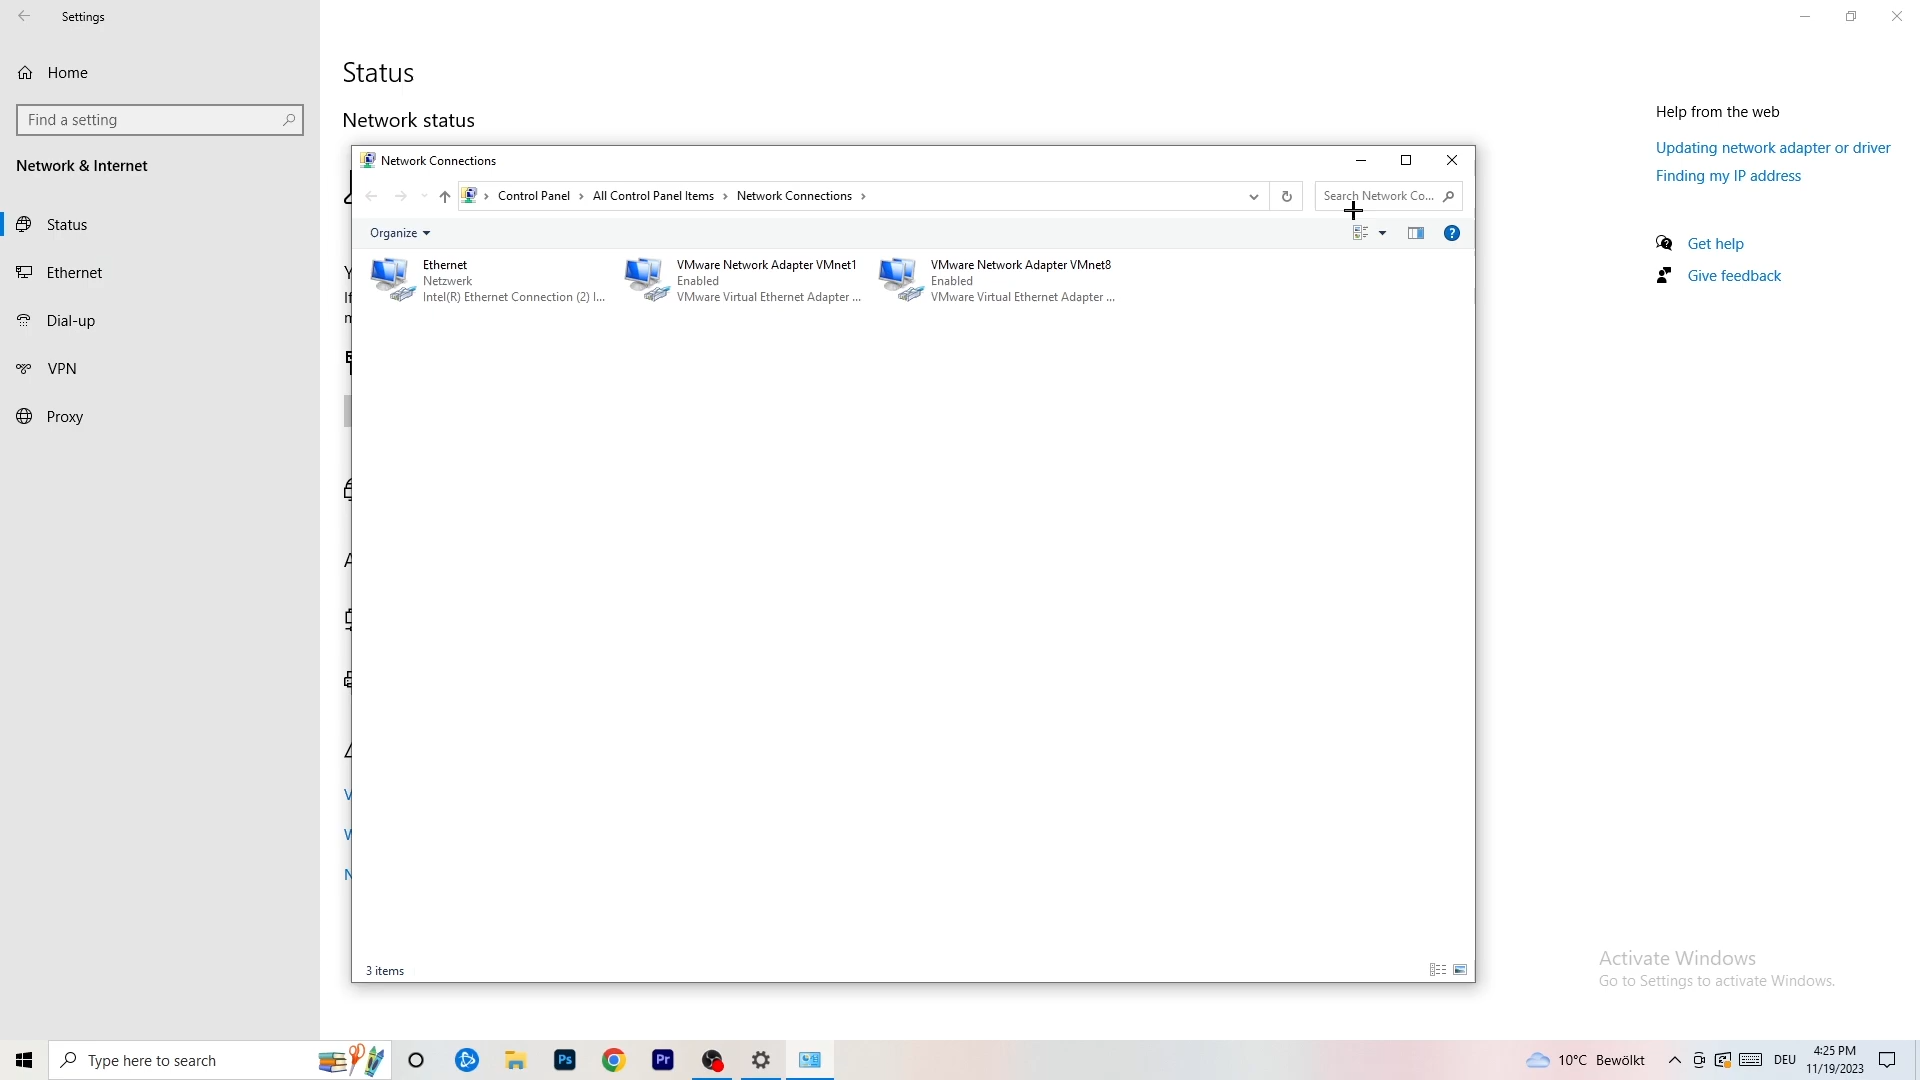 Settings
Home
Find a setting
Network & Internet
Status
Ethernet
Dial-up
VPN
Proxy
Status
Network status
Network Connections
Control Panel › All Control Panel Items › Network Connections ›
Search Network Co...
Organize
Ethernet
Netzwerk
Intel(R) Ethernet Connection (2) I...
VMware Network Adapter VMnet1
Enabled
VMware Virtual Ethernet Adapter ...
VMware Network Adapter VMnet8
Enabled
VMware Virtual Ethernet Adapter ...
3 items
Help from the web
Updating network adapter or driver
Finding my IP address
Get help
Give feedback
Activate Windows
Go to Settings to activate Windows.
Type here to search
Ps
Pr
10°C Bewölkt
DEU
4:25 PM
11/19/2023